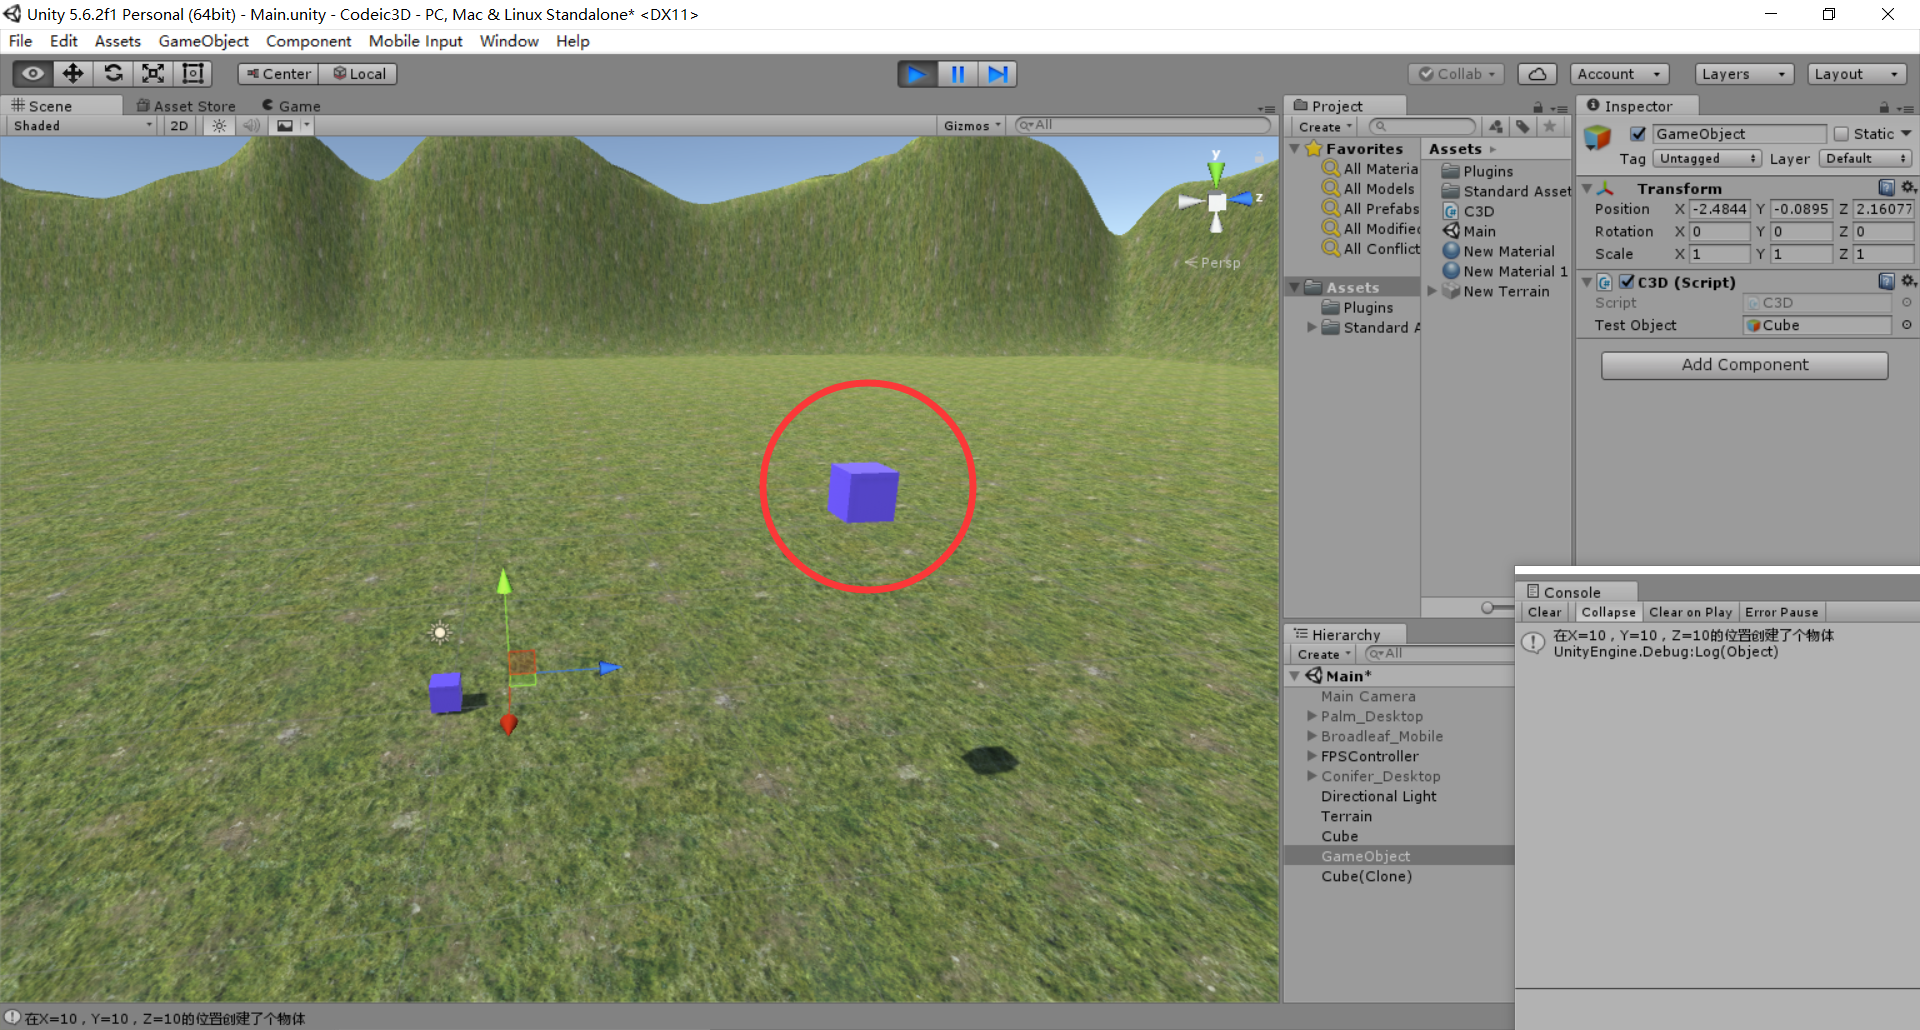 Unity 5.6.2f1 Personal (64bit) - Main.unity - Codeic3D - PC, Mac & Linux Standalone* <DX11>
File Edit Assets GameObject Component Mobile Input Window Help
Center Local
Collab Account Layers Layout
Scene Asset Store Game
Shaded 2D Gizmos All
y
z
Persp
Project
Create
Favorites
All Materia
All Models
All Prefabs
All Modified
All Conflict
Assets
Plugins
Standard A
Assets
Plugins
Standard Asset
C3D
Main
New Material
New Material 1
New Terrain
Inspector
GameObject Static
Tag Untagged Layer Default
Transform
Position X -2.4844 Y -0.0895 Z 2.16077
Rotation X 0 Y 0 Z 0
Scale X 1 Y 1 Z 1
C3D (Script)
Script C3D
Test Object Cube
Add Component
Hierarchy
Create All
Main*
Main Camera
Palm_Desktop
Broadleaf_Mobile
FPSController
Conifer_Desktop
Directional Light
Terrain
Cube
GameObject
Cube(Clone)
Console
Clear Collapse Clear on Play Error Pause
在X=10，Y=10，Z=10的位置创建了个物体
UnityEngine.Debug:Log(Object)
在X=10，Y=10，Z=10的位置创建了个物体